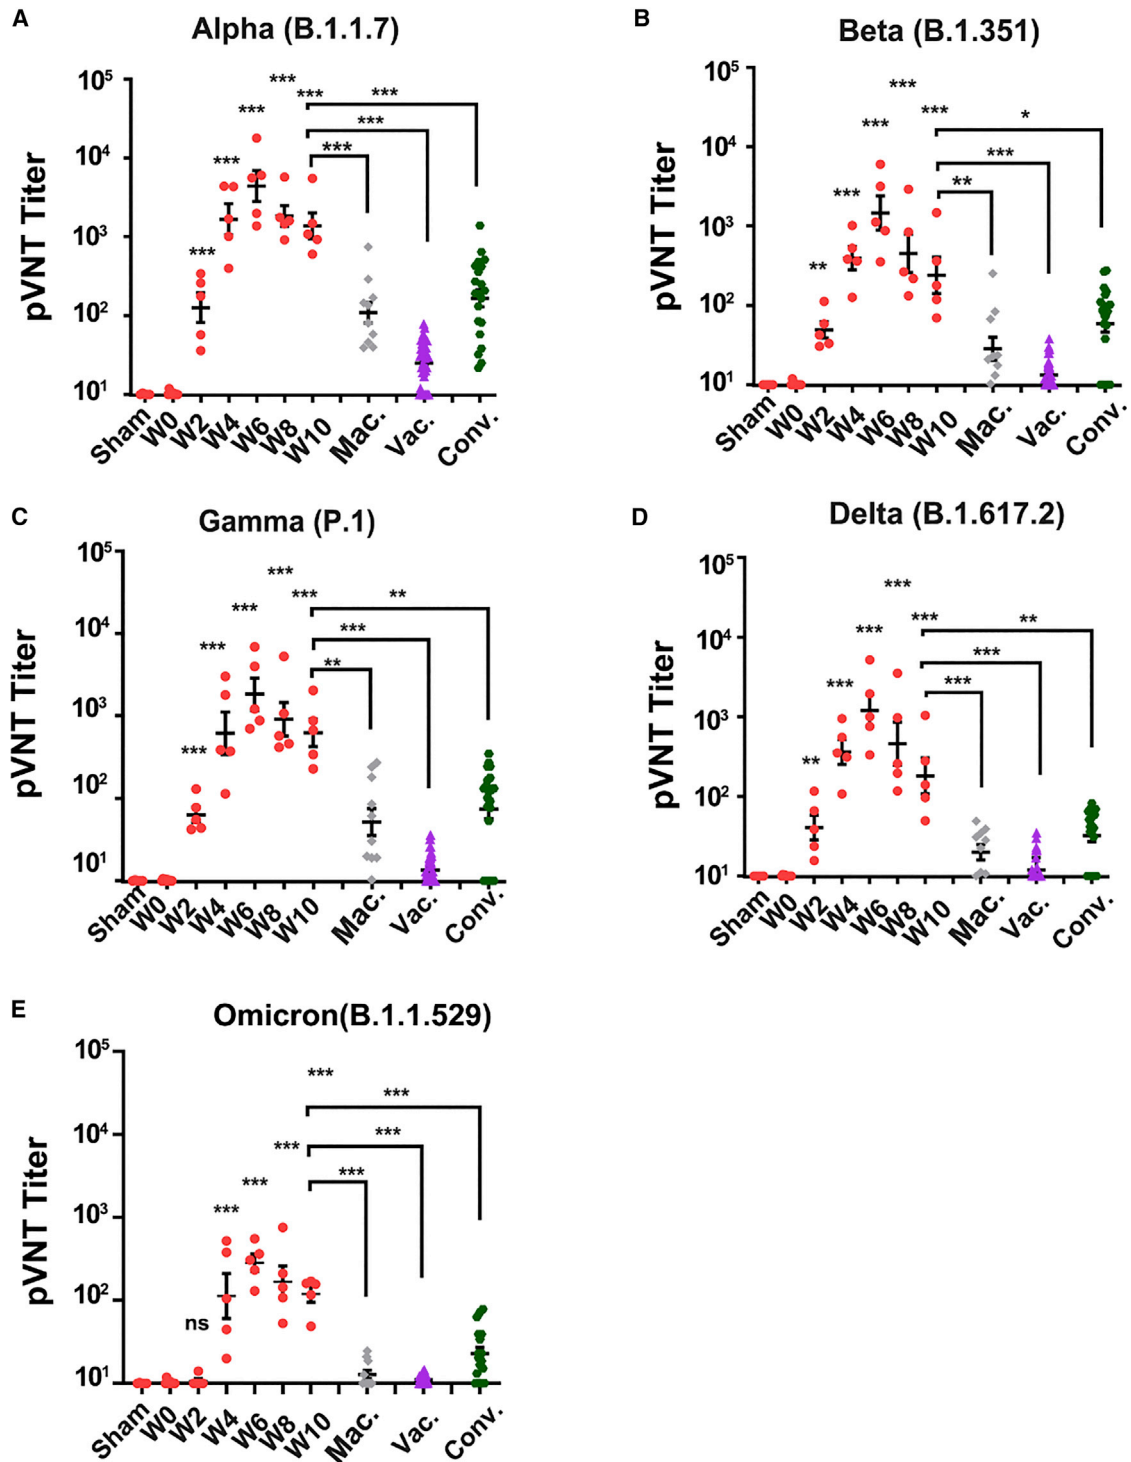 A
Alpha (B.1.1.7)
pVNT Titer
10⁵
10⁴
10³
10²
10¹
*** *** *** *** ***
***
***
***
Sham W0 W2 W4 W6 W8 W10 Mac. Vac. Conv.
B
Beta (B.1.351)
pVNT Titer
10⁵
10⁴
10³
10²
10¹
** *** *** *** ***
*
***
**
Sham W0 W2 W4 W6 W8 W10 Mac. Vac. Conv.
C
Gamma (P.1)
pVNT Titer
10⁵
10⁴
10³
10²
10¹
*** *** *** *** ***
**
***
**
Sham W0 W2 W4 W6 W8 W10 Mac. Vac. Conv.
D
Delta (B.1.617.2)
pVNT Titer
10⁵
10⁴
10³
10²
10¹
** *** *** *** ***
**
***
***
Sham W0 W2 W4 W6 W8 W10 Mac. Vac. Conv.
E
Omicron(B.1.1.529)
pVNT Titer
10⁵
10⁴
10³
10²
10¹
ns *** *** *** ***
***
***
***
Sham W0 W2 W4 W6 W8 W10 Mac. Vac. Conv.